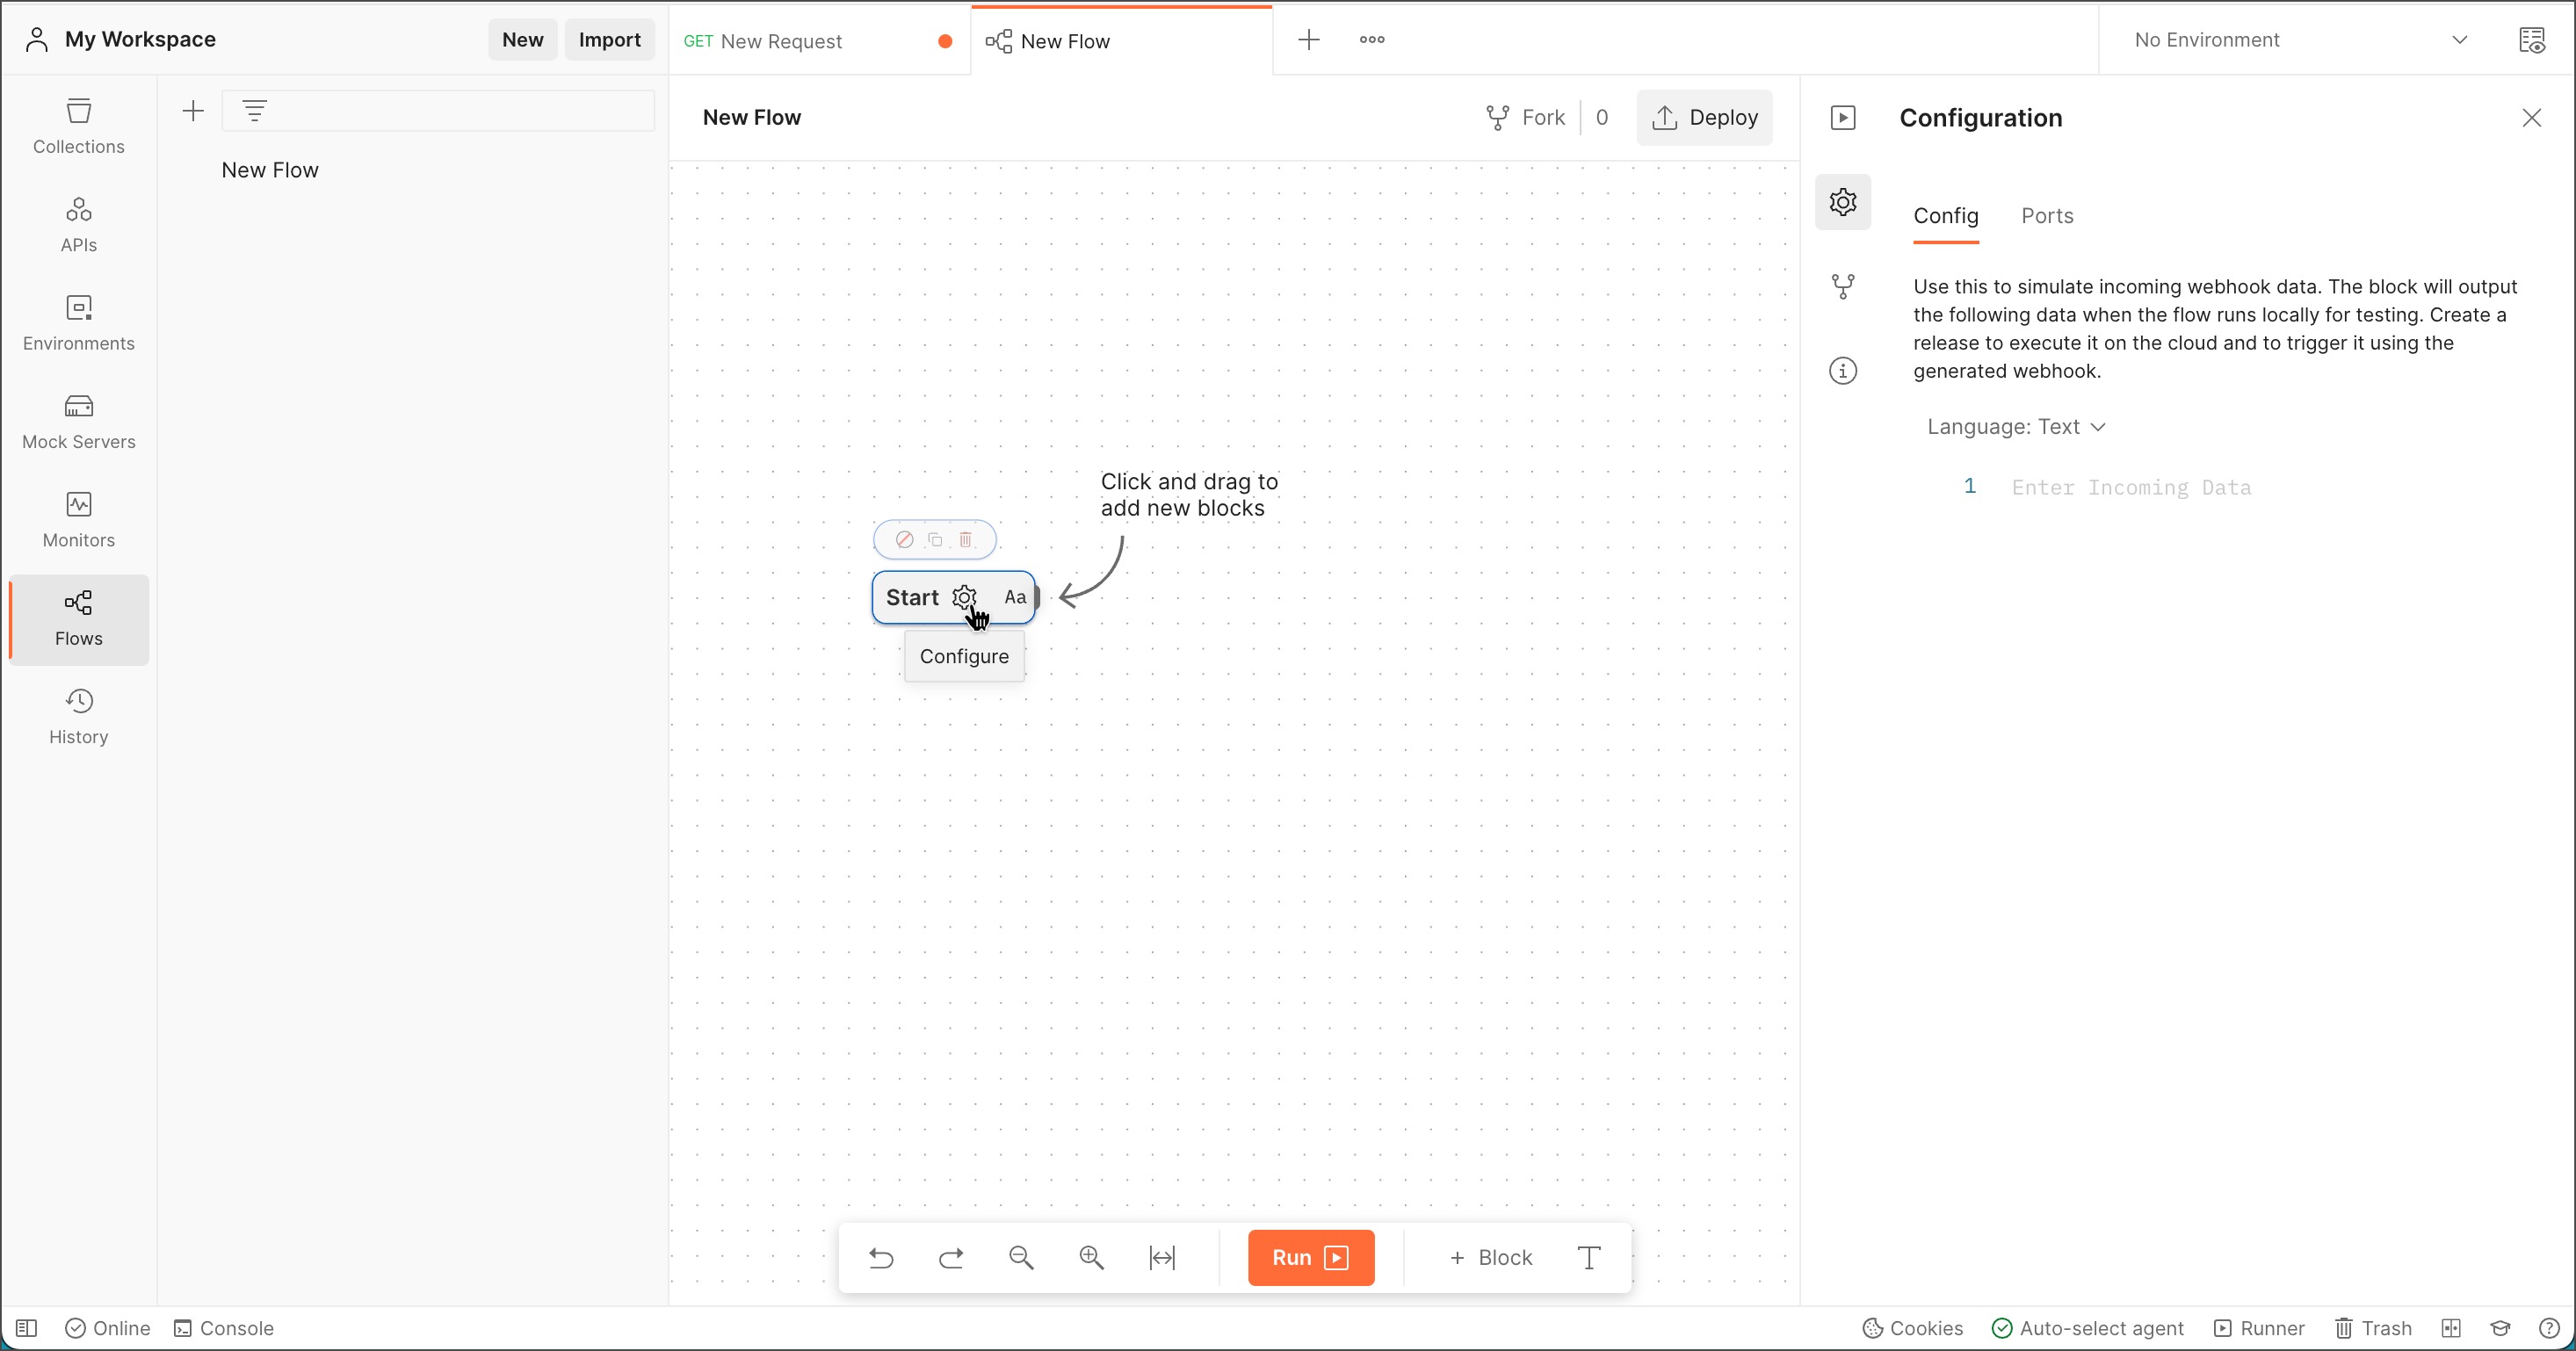 My Workspace
New
Import
GET New Request
New Flow
No Environment
Collections
APIs
Environments
Mock Servers
Monitors
Flows
History
New Flow
New Flow
Fork
0
Deploy
Click and drag to
add new blocks
Start
Aa
Configure
Run
+ Block
T
Configuration
Config
Ports
Use this to simulate incoming webhook data. The block will output
the following data when the flow runs locally for testing. Create a
release to execute it on the cloud and to trigger it using the
generated webhook.
Language: Text
1 Enter Incoming Data
Online
Console
Cookies
Auto-select agent
Runner
Trash